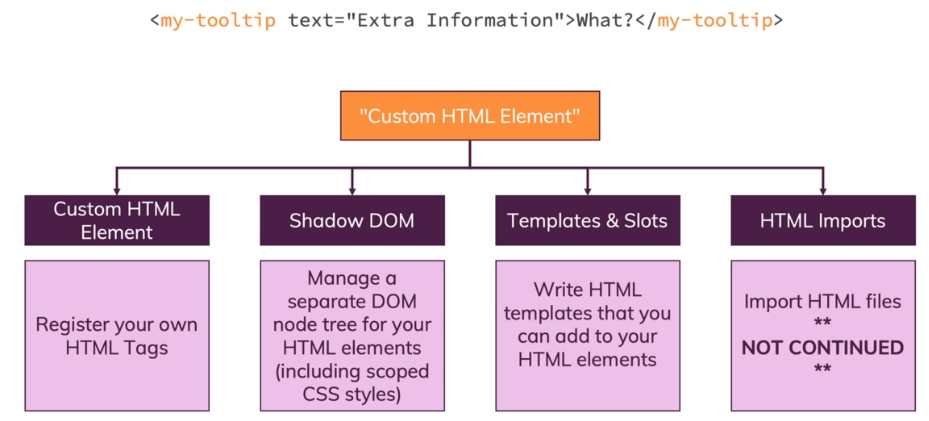 <my-tooltip text="Extra Information">What?</my-tooltip>
"Custom HTML Element"
Custom HTML
Element
Shadow DOM
Templates & Slots
HTML Imports
Register your own
HTML Tags
Manage a
separate DOM
node tree for your
HTML elements
(including scoped
CSS styles)
Write HTML
templates that you
can add to your
HTML elements
Import HTML files
**
NOT CONTINUED
**